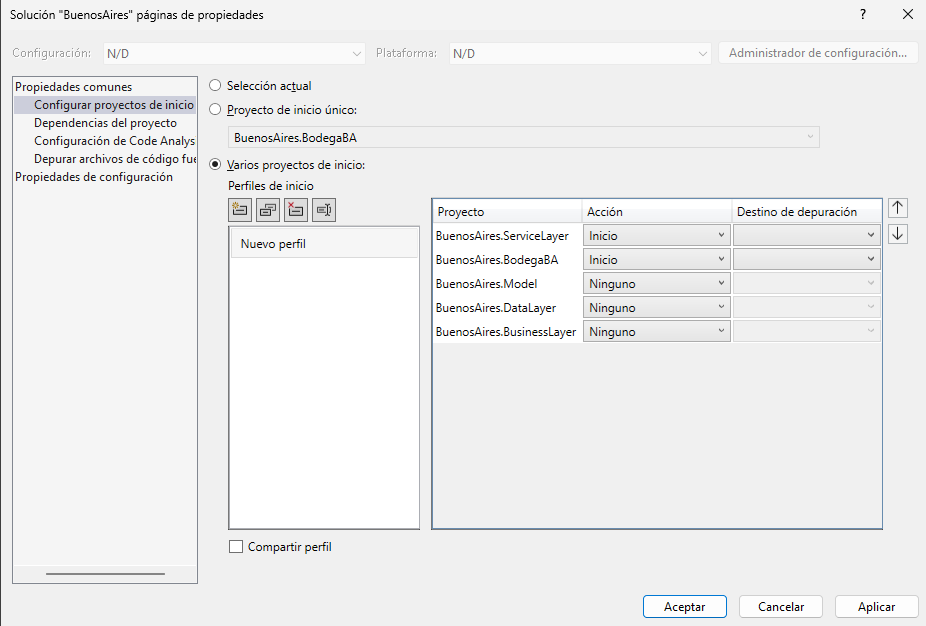 Solución "BuenosAires" páginas de propiedades
?
Configuración: N/D Plataforma: N/D Administrador de configuración...
Propiedades comunes
Configurar proyectos de inicio
Dependencias del proyecto
Configuración de Code Analys
Depurar archivos de código fue
Propiedades de configuración
Selección actual
Proyecto de inicio único:
BuenosAires.BodegaBA
Varios proyectos de inicio:
Perfiles de inicio
Nuevo perfil
Proyecto Acción Destino de depuración
BuenosAires.ServiceLayer Inicio
BuenosAires.BodegaBA Inicio
BuenosAires.Model Ninguno
BuenosAires.DataLayer Ninguno
BuenosAires.BusinessLayer Ninguno
Compartir perfil
Aceptar Cancelar Aplicar